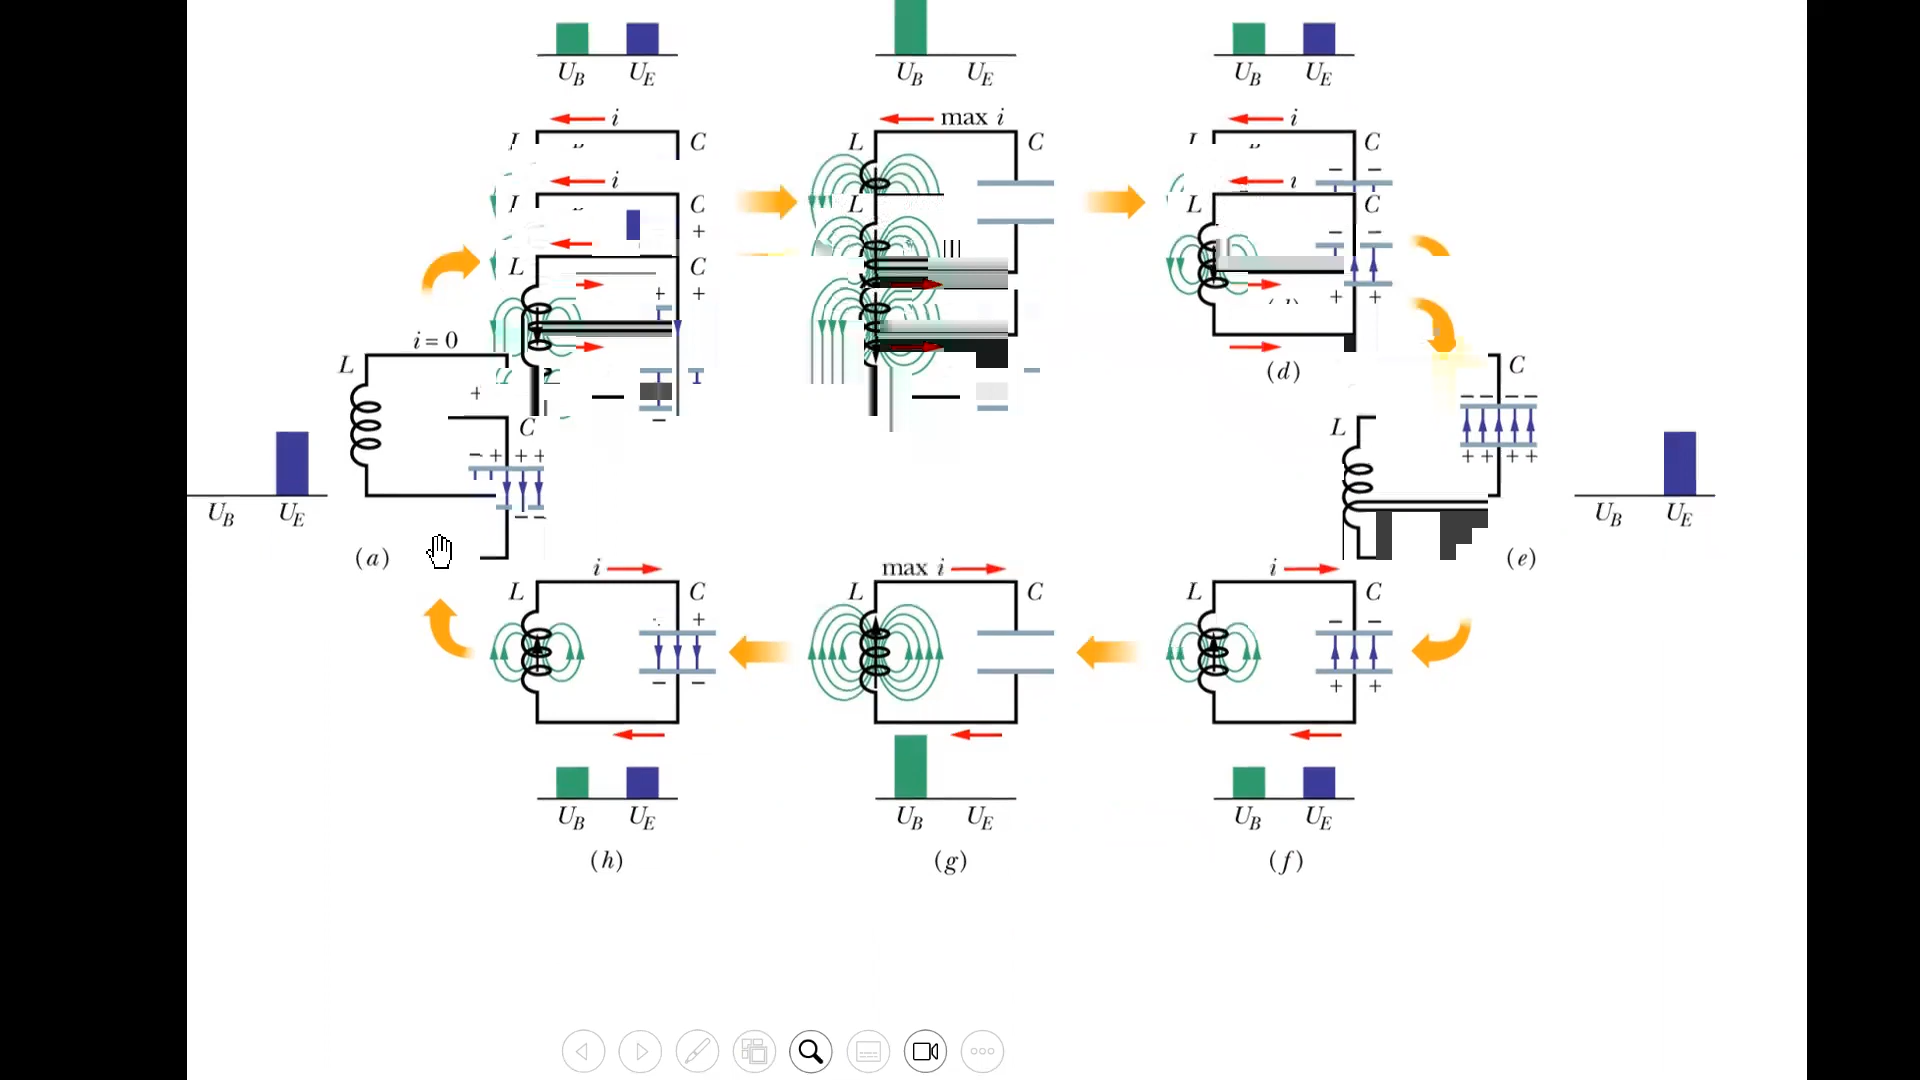 U_B U_E U_B U_E U_B U_E
i max i i
C L C C
i i
C L L C
+
L C
+ +
i = 0
L C
(d)
C L
- - - -
+ + + +
U_B U_E U_B U_E
(a) (e)
i max i i
L C L C L C
+ - -
- - + +
U_B U_E U_B U_E U_B U_E
(h) (g) (f)